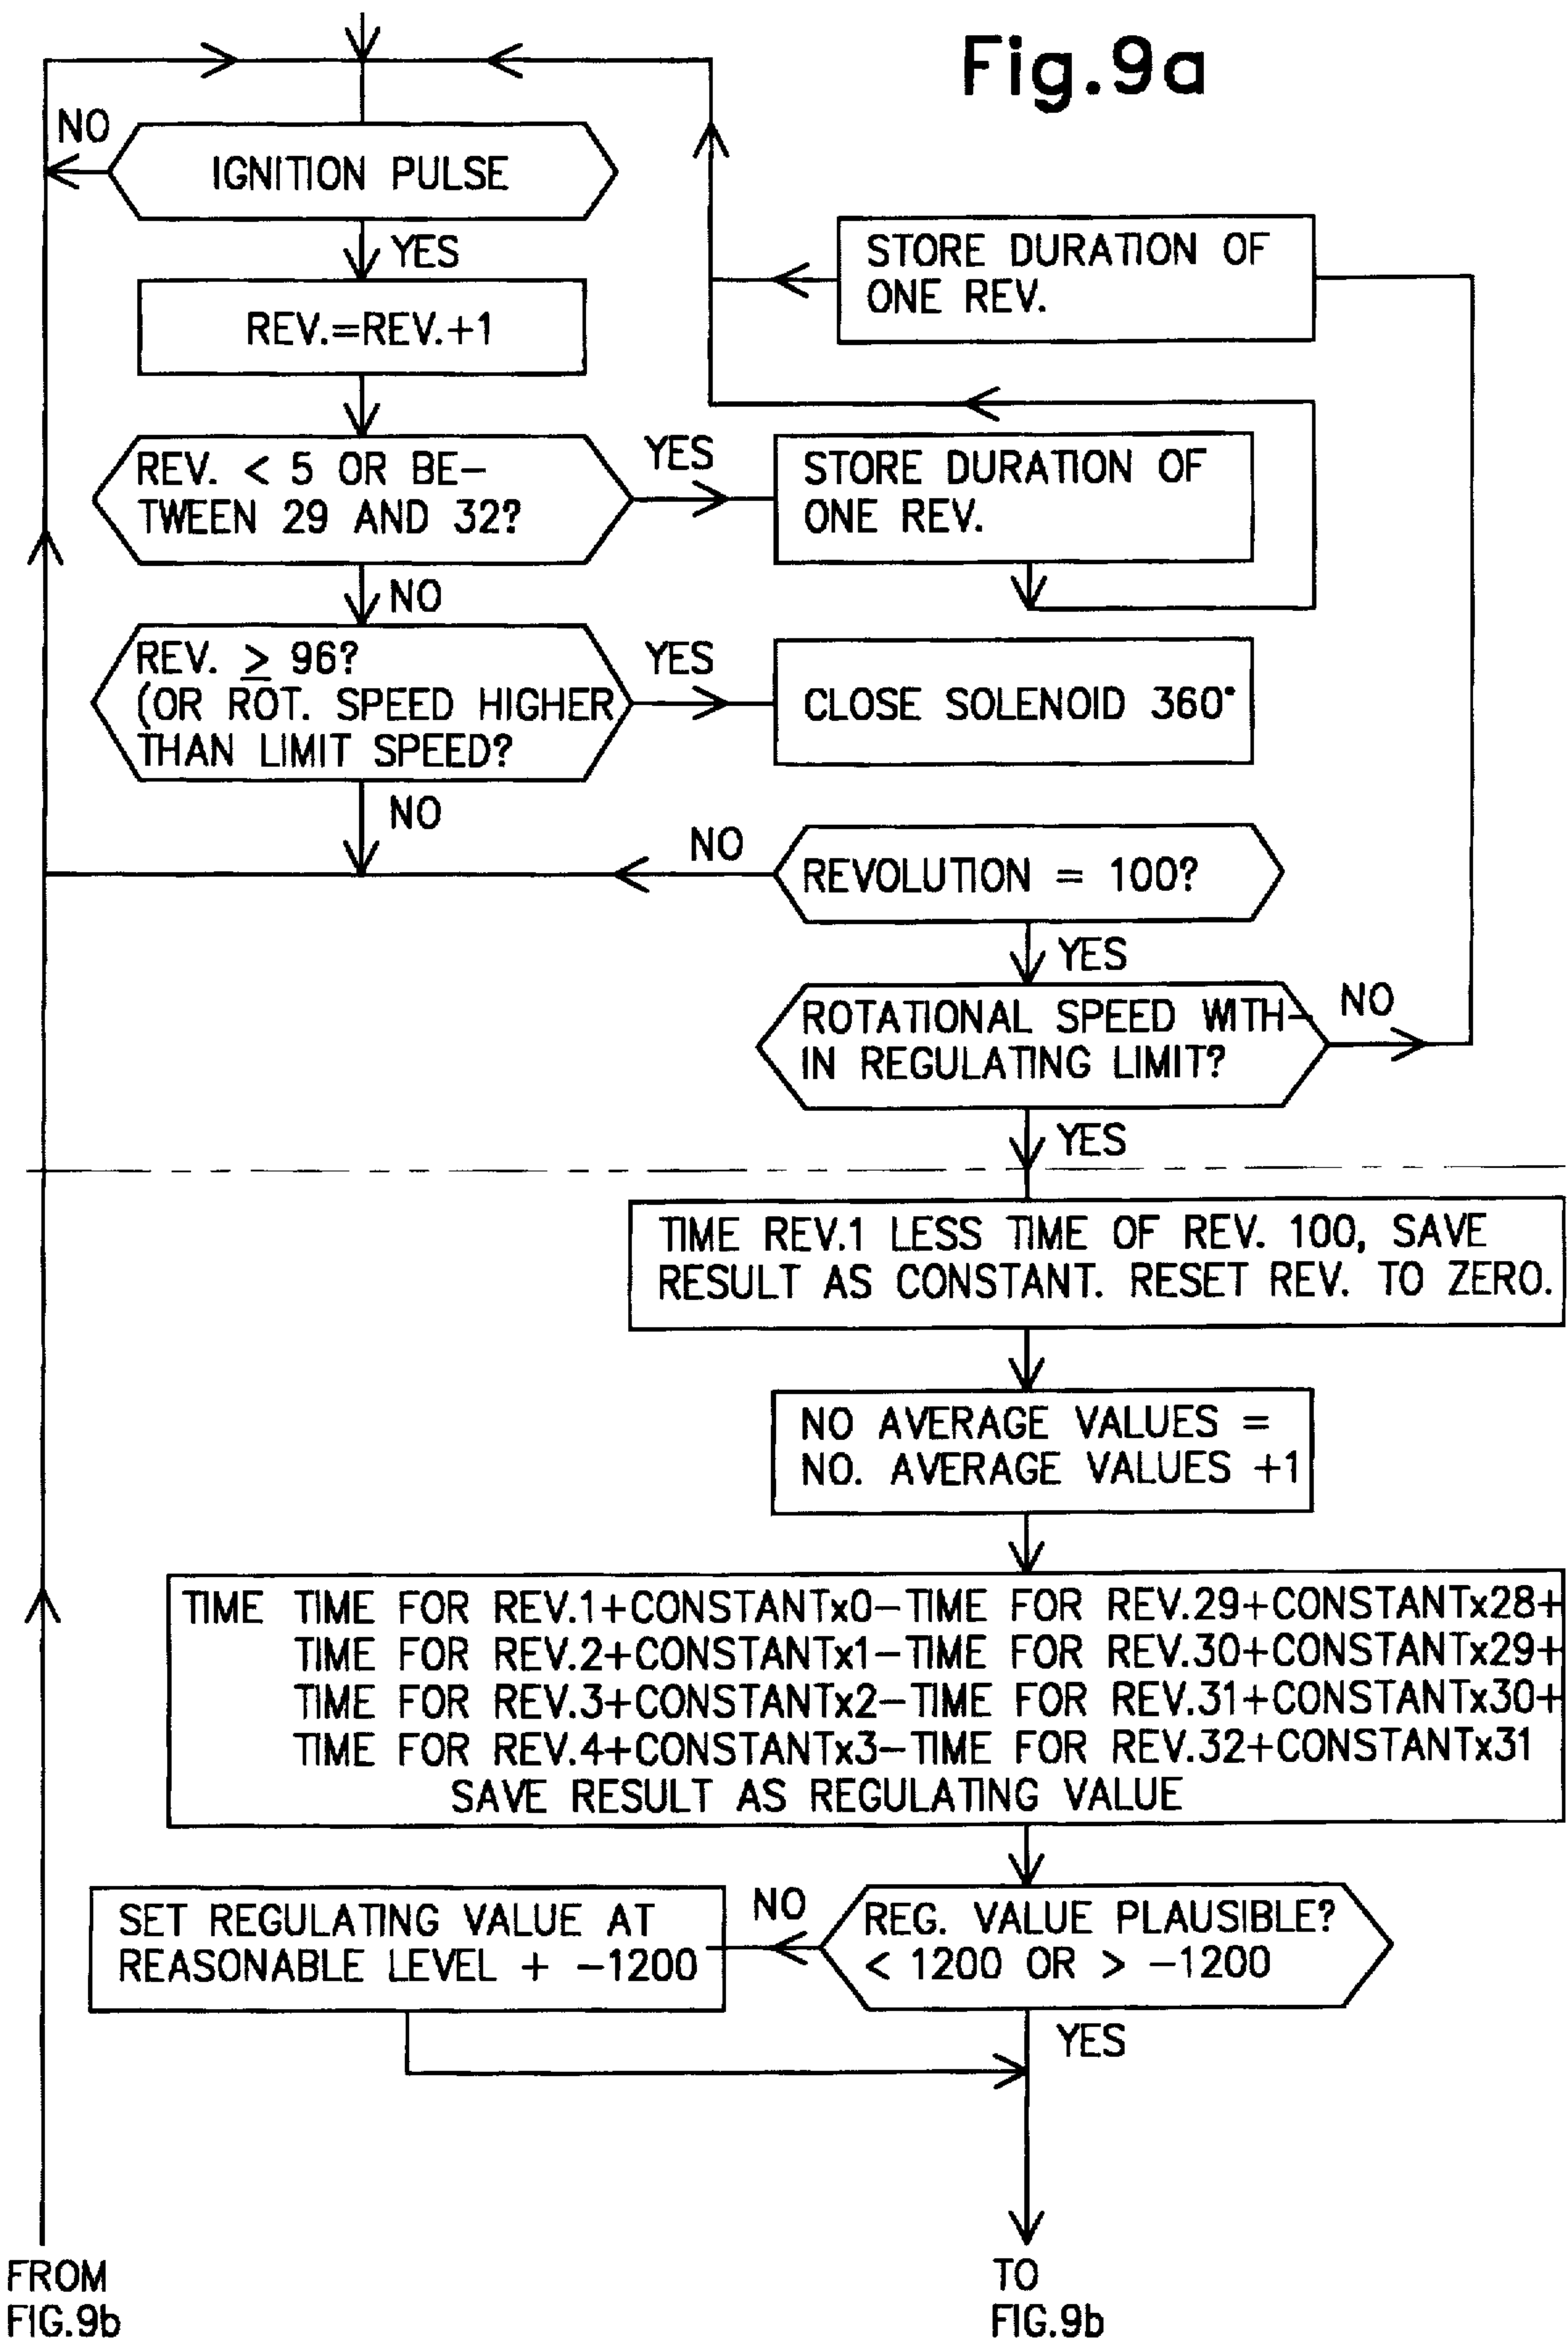 Fig.9a
NO
IGNITION PULSE
YES
STORE DURATION OF
ONE REV.
REV.=REV.+1
REV. < 5 OR BE-
TWEEN 29 AND 32?
YES
STORE DURATION OF
ONE REV.
NO
REV. ≥ 96?
(OR ROT. SPEED HIGHER
THAN LIMIT SPEED?
YES
CLOSE SOLENOID 360°
NO
NO
REVOLUTION = 100?
YES
ROTATIONAL SPEED WITH-
IN REGULATING LIMIT?
NO
YES
TIME REV.1 LESS TIME OF REV. 100, SAVE
RESULT AS CONSTANT. RESET REV. TO ZERO.
NO AVERAGE VALUES =
NO. AVERAGE VALUES +1
TIME TIME FOR REV.1+CONSTANTx0-TIME FOR REV.29+CONSTANTx28+
TIME FOR REV.2+CONSTANTx1-TIME FOR REV.30+CONSTANTx29+
TIME FOR REV.3+CONSTANTx2-TIME FOR REV.31+CONSTANTx30+
TIME FOR REV.4+CONSTANTx3-TIME FOR REV.32+CONSTANTx31
SAVE RESULT AS REGULATING VALUE
SET REGULATING VALUE AT
REASONABLE LEVEL + -1200
NO
REG. VALUE PLAUSIBLE?
< 1200 OR > -1200
YES
FROM
FIG.9b
TO
FIG.9b